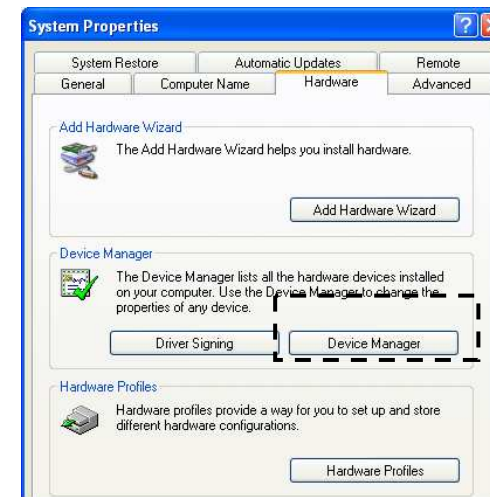 System Properties
System Restore Automatic Updates Remote
General Computer Name Hardware Advanced
Add Hardware Wizard
The Add Hardware Wizard helps you install hardware.
Add Hardware Wizard
Device Manager
The Device Manager lists all the hardware devices installed
on your computer. Use the Device Manager to change the
properties of any device.
Driver Signing Device Manager
Hardware Profiles
Hardware profiles provide a way for you to set up and store
different hardware configurations.
Hardware Profiles